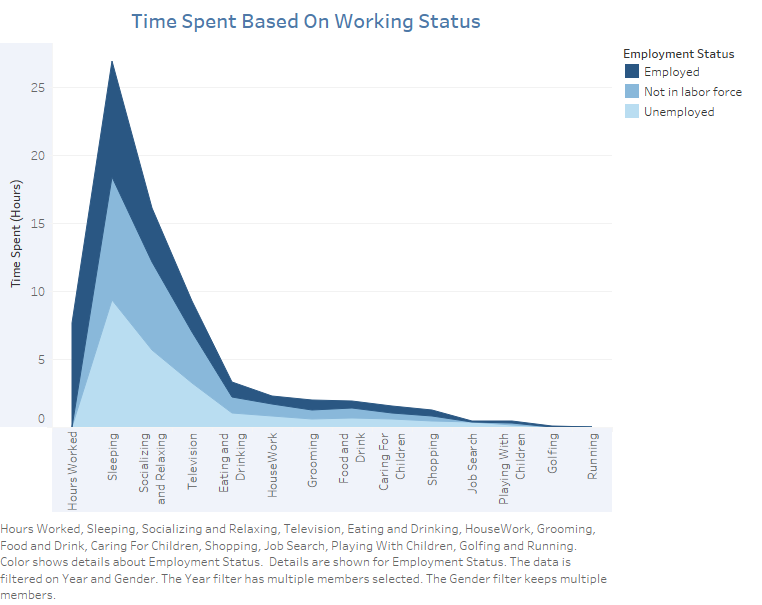 Time Spent Based On Working Status
Employment Status
Employed
Not in labor force
Unemployed
Time Spent (Hours)
25
20
15
10
5
0
Hours Worked
Sleeping
Socializing
and Relaxing
Television
Eating and
Drinking
HouseWork
Grooming
Food and
Drink
Caring For
Children
Shopping
Job Search
Playing With
Children
Golfing
Running
Hours Worked, Sleeping, Socializing and Relaxing, Television, Eating and Drinking, HouseWork, Grooming,
Food and Drink, Caring For Children, Shopping, Job Search, Playing With Children, Golfing and Running.
Color shows details about Employment Status.  Details are shown for Employment Status. The data is
filtered on Year and Gender. The Year filter has multiple members selected. The Gender filter keeps multiple
members.